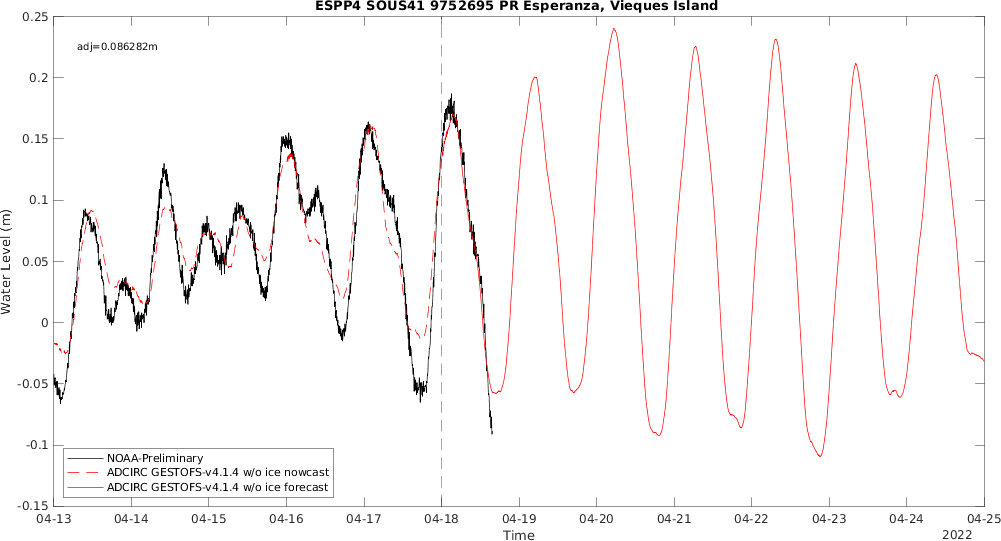 ESPP4 SOUS41 9752695 PR Esperanza, Vieques Island
0.25
adj=0.086282m
0.2
0.15
0.1
0.05
0
-0.05
-0.1
-0.15
Water Level (m)
NOAA-Preliminary
ADCIRC GESTOFS-v4.1.4 w/o ice nowcast
ADCIRC GESTOFS-v4.1.4 w/o ice forecast
04-13 04-14 04-15 04-16 04-17 04-18 04-19 04-20 04-21 04-22 04-23 04-24 04-25
Time
2022